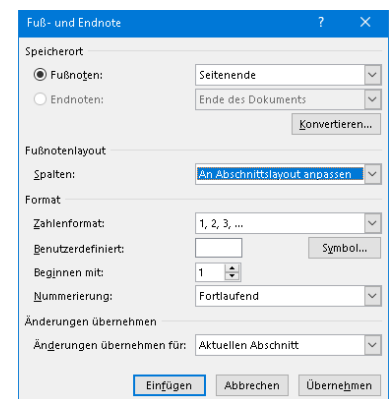 Fuß- und Endnote ? ×
Speicherort
Fußnoten: Seitenende
Endnoten: Ende des Dokuments
Konvertieren...
Fußnotenlayout
Spalten: An Abschnittslayout anpassen
Format
Zahlenformat: 1, 2, 3, ...
Benutzerdefiniert: Symbol...
Beginnen mit: 1
Nummerierung: Fortlaufend
Änderungen übernehmen
Änderungen übernehmen für: Aktuellen Abschnitt
Einfügen Abbrechen Übernehmen